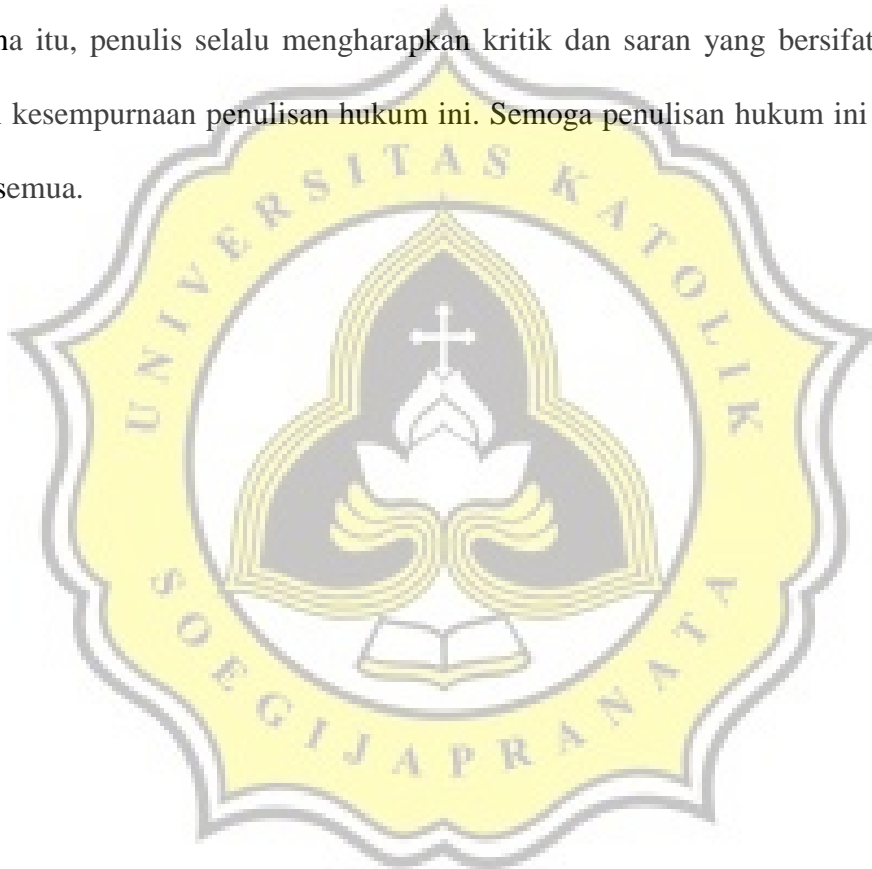 na itu, penulis selalu mengharapkan kritik dan saran yang bersifat
kesempurnaan penulisan hukum ini. Semoga penulisan hukum ini
semua.
UNIVERSITAS KATOLIK
SOEGIJAPRANATA